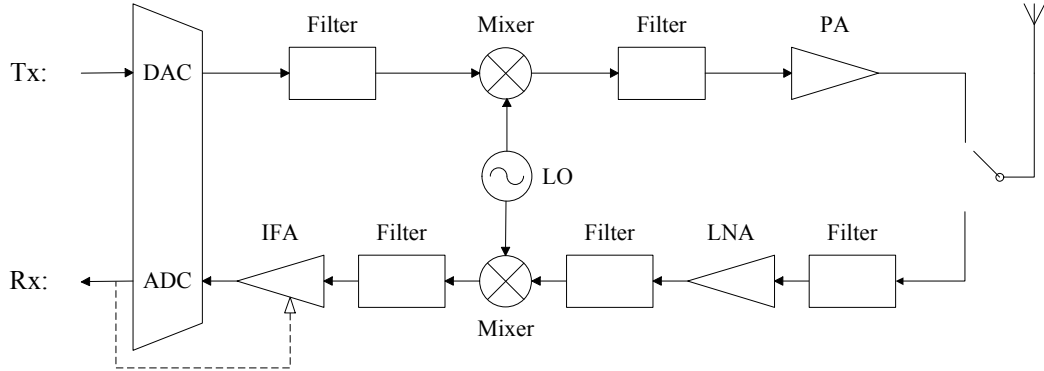 Filter
Mixer
Filter
PA
Tx:
DAC
LO
IFA
Filter
Filter
LNA
Filter
Rx:
ADC
Mixer